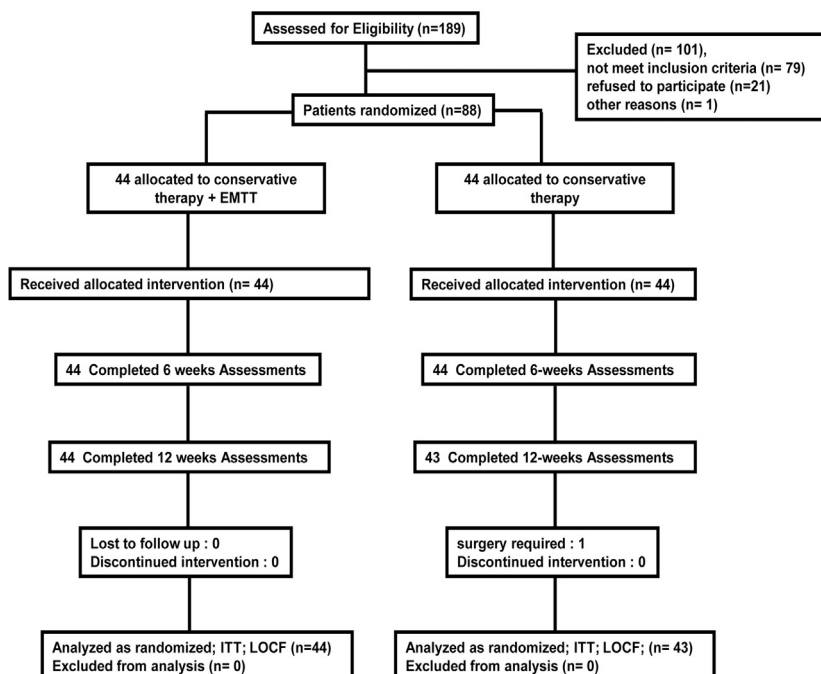 Assessed for Eligibility (n=189)
Excluded (n= 101),
not meet inclusion criteria (n= 79)
refused to participate (n=21)
other reasons (n= 1)
Patients randomized (n=88)
44 allocated to conservative
therapy + EMTT
44 allocated to conservative
therapy
Received allocated intervention (n= 44)
Received allocated intervention (n= 44)
44 Completed 6 weeks Assessments
44 Completed 6-weeks Assessments
44 Completed 12 weeks Assessments
43 Completed 12-weeks Assessments
Lost to follow up : 0
Discontinued intervention : 0
surgery required : 1
Discontinued intervention : 0
Analyzed as randomized; ITT; LOCF (n=44)
Excluded from analysis (n= 0)
Analyzed as randomized; ITT; LOCF; (n= 43)
Excluded from analysis (n= 0)